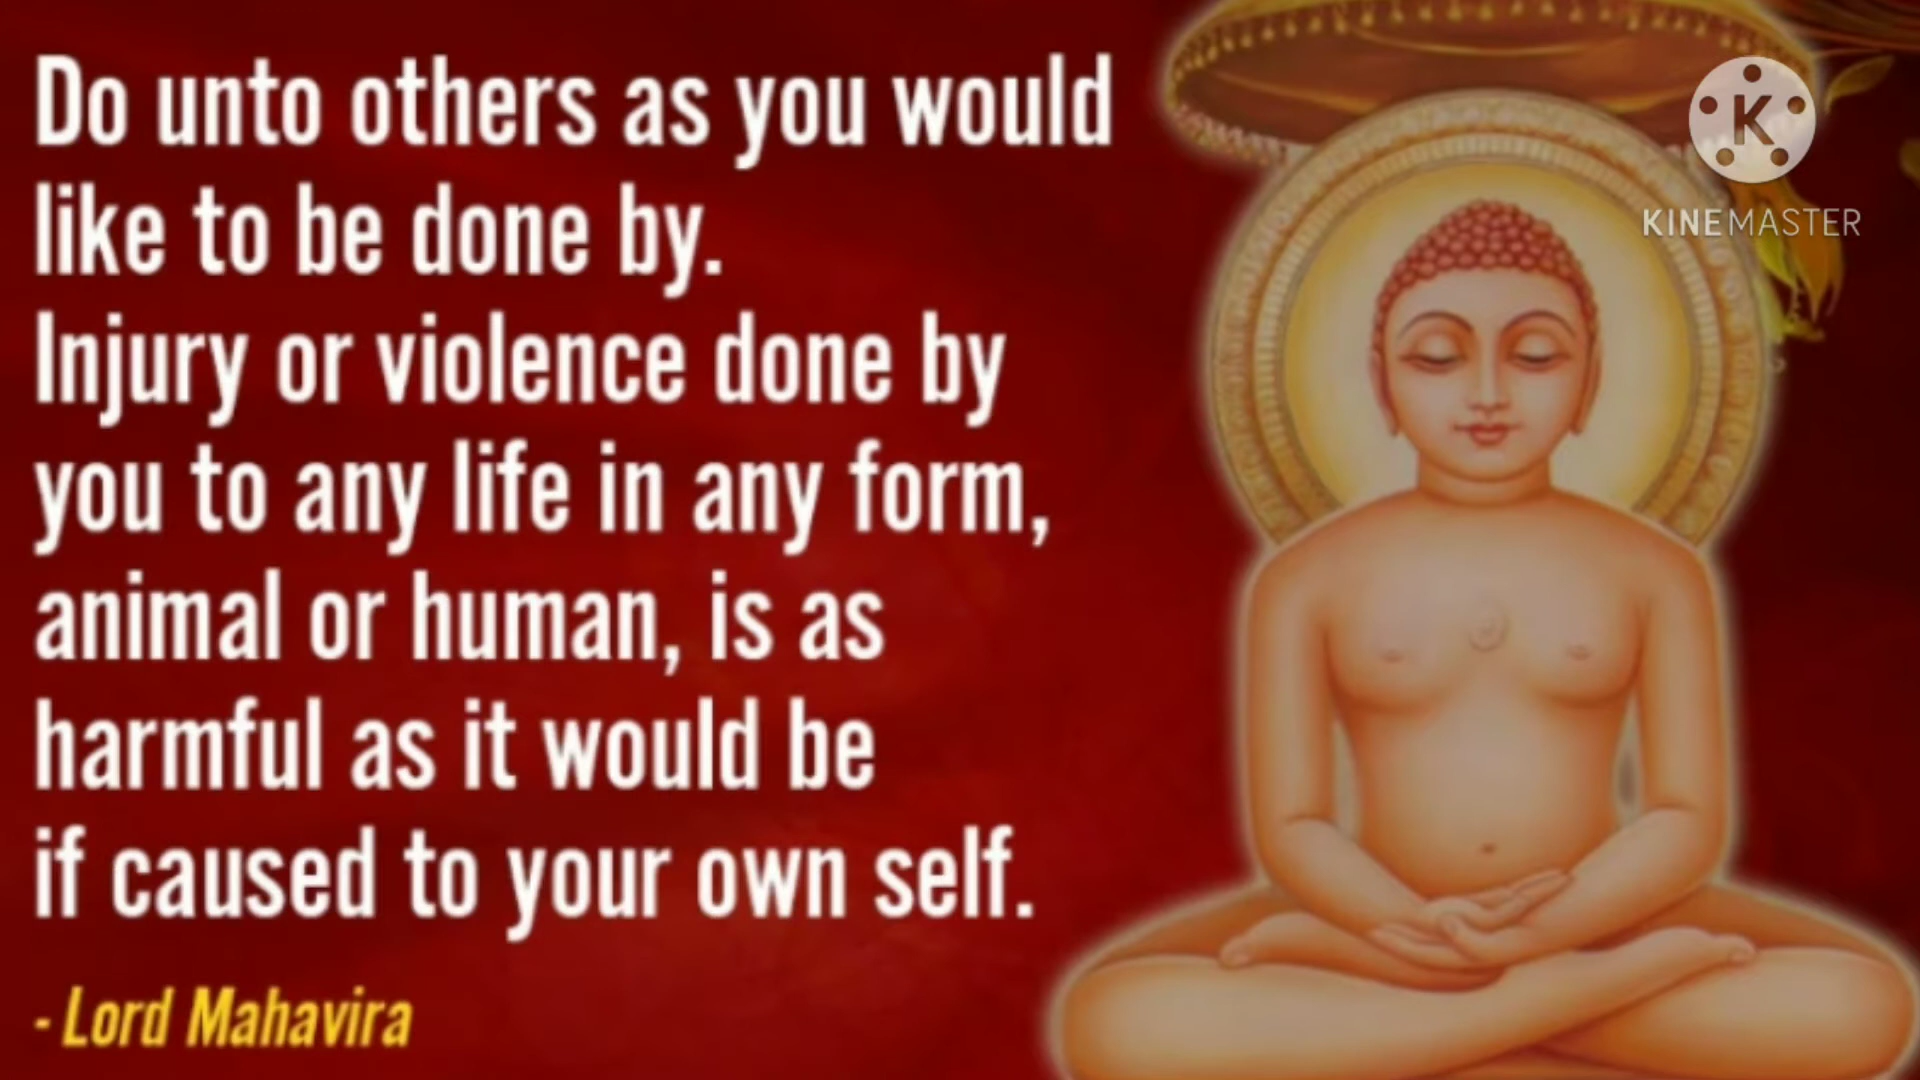 Do unto others as you would
like to be done by.
Injury or violence done by
you to any life in any form,
animal or human, is as
harmful as it would be
if caused to your own self.
- Lord Mahavira
K
KINEMASTER